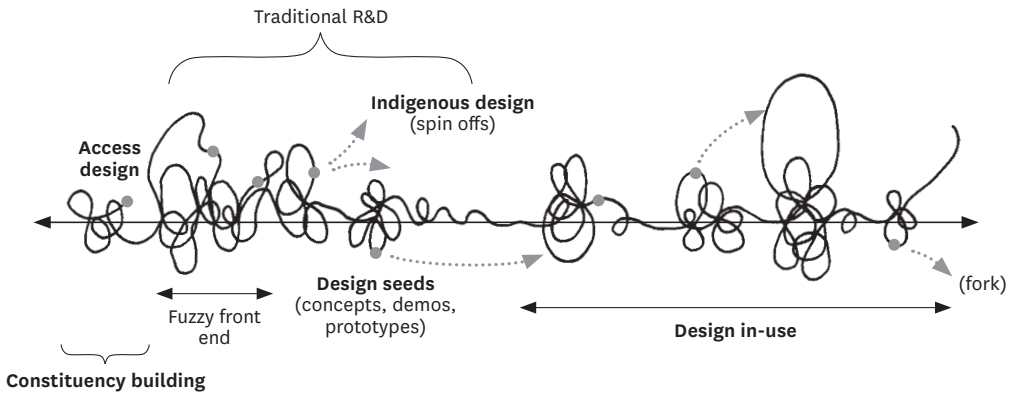 Traditional R&D
Indigenous design
(spin offs)
Access
design
Design seeds
(concepts, demos,
prototypes)
(fork)
Fuzzy front
end
Design in-use
Constituency building